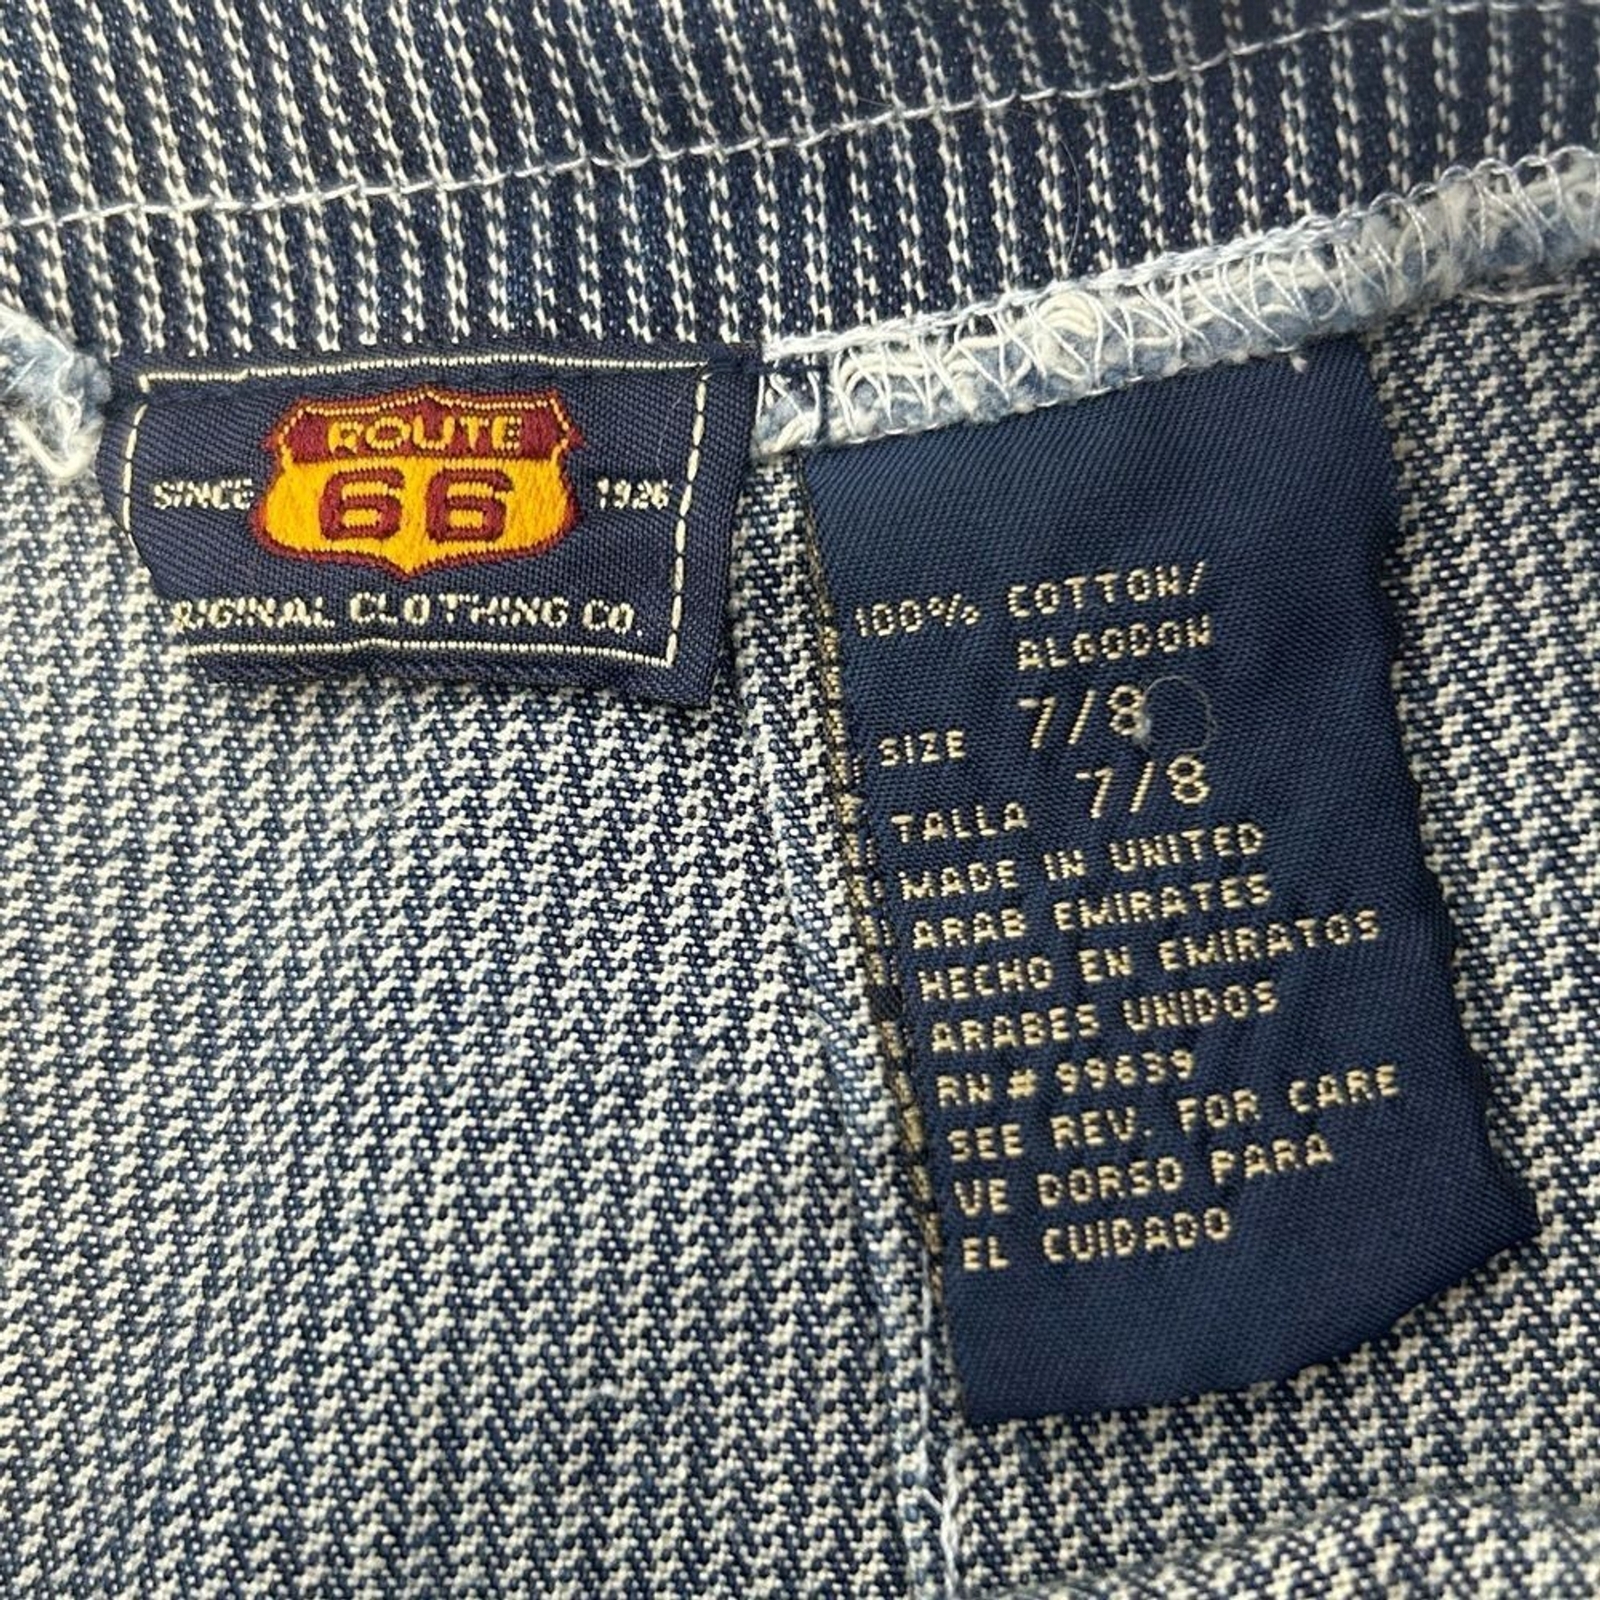 ROUTE
66
SINCE 1926
RIGINAL CLOTHING CO.
100% COTTON/
ALGODON
SIZE 7/8
TALLA 7/8
MADE IN UNITED
ARAB EMIRATES
HECHO EN EMIRATOS
ARABES UNIDOS
RN # 99639
SEE REV. FOR CARE
VE DORSO PARA
EL CUIDADO